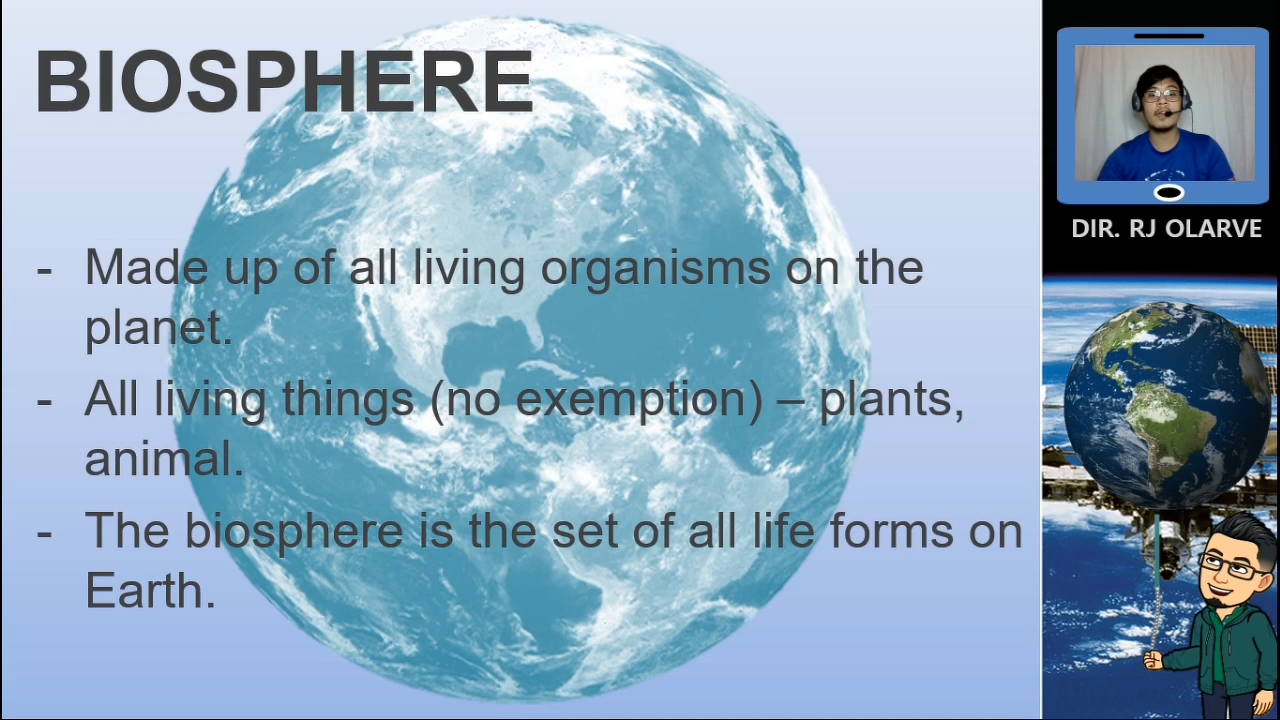 BIOSPHERE
- Made up of all living organisms on the
planet.
- All living things (no exemption) – plants,
animal.
- The biosphere is the set of all life forms on
Earth.
DIR. RJ OLARVE